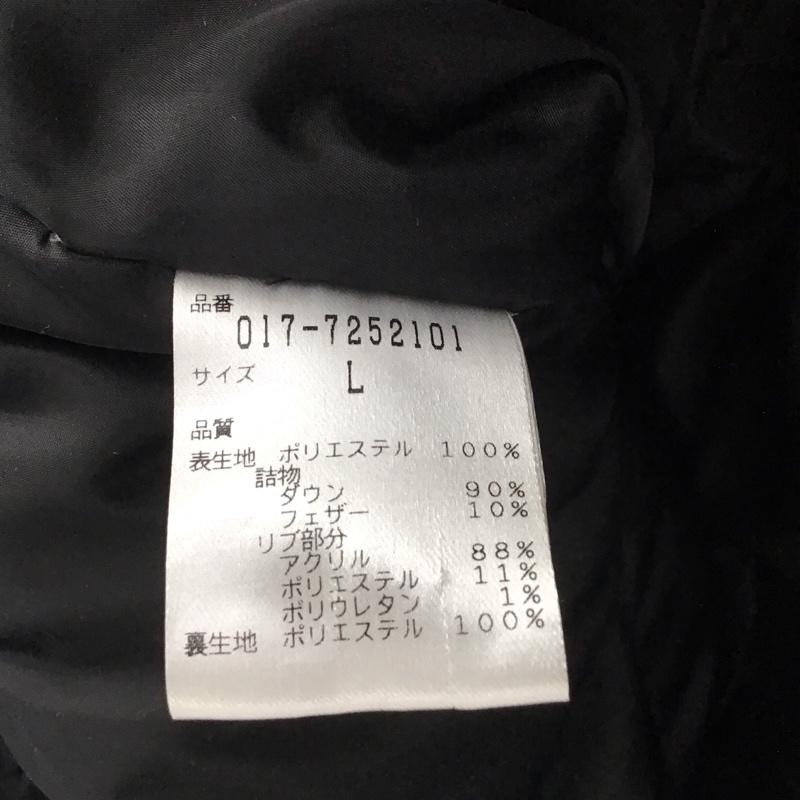 品番
017-7252101
サイズ L
品質
表生地 ポリエステル 100%
詰物
ダウン 90%
フェザー 10%
リブ部分
アクリル 88%
ポリエステル 11%
ポリウレタン 1%
裏生地 ポリエステル 100%